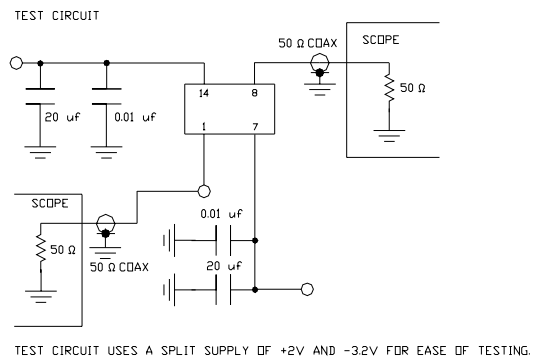 TEST CIRCUIT
50 Ω COAX
SCOPE
14
8
50 Ω
20 uf
0.01 uf
1
7
SCOPE
0.01 uf
50 Ω
50 Ω COAX
20 uf
TEST CIRCUIT USES A SPLIT SUPPLY OF +2V AND -3.2V FOR EASE OF TESTING.